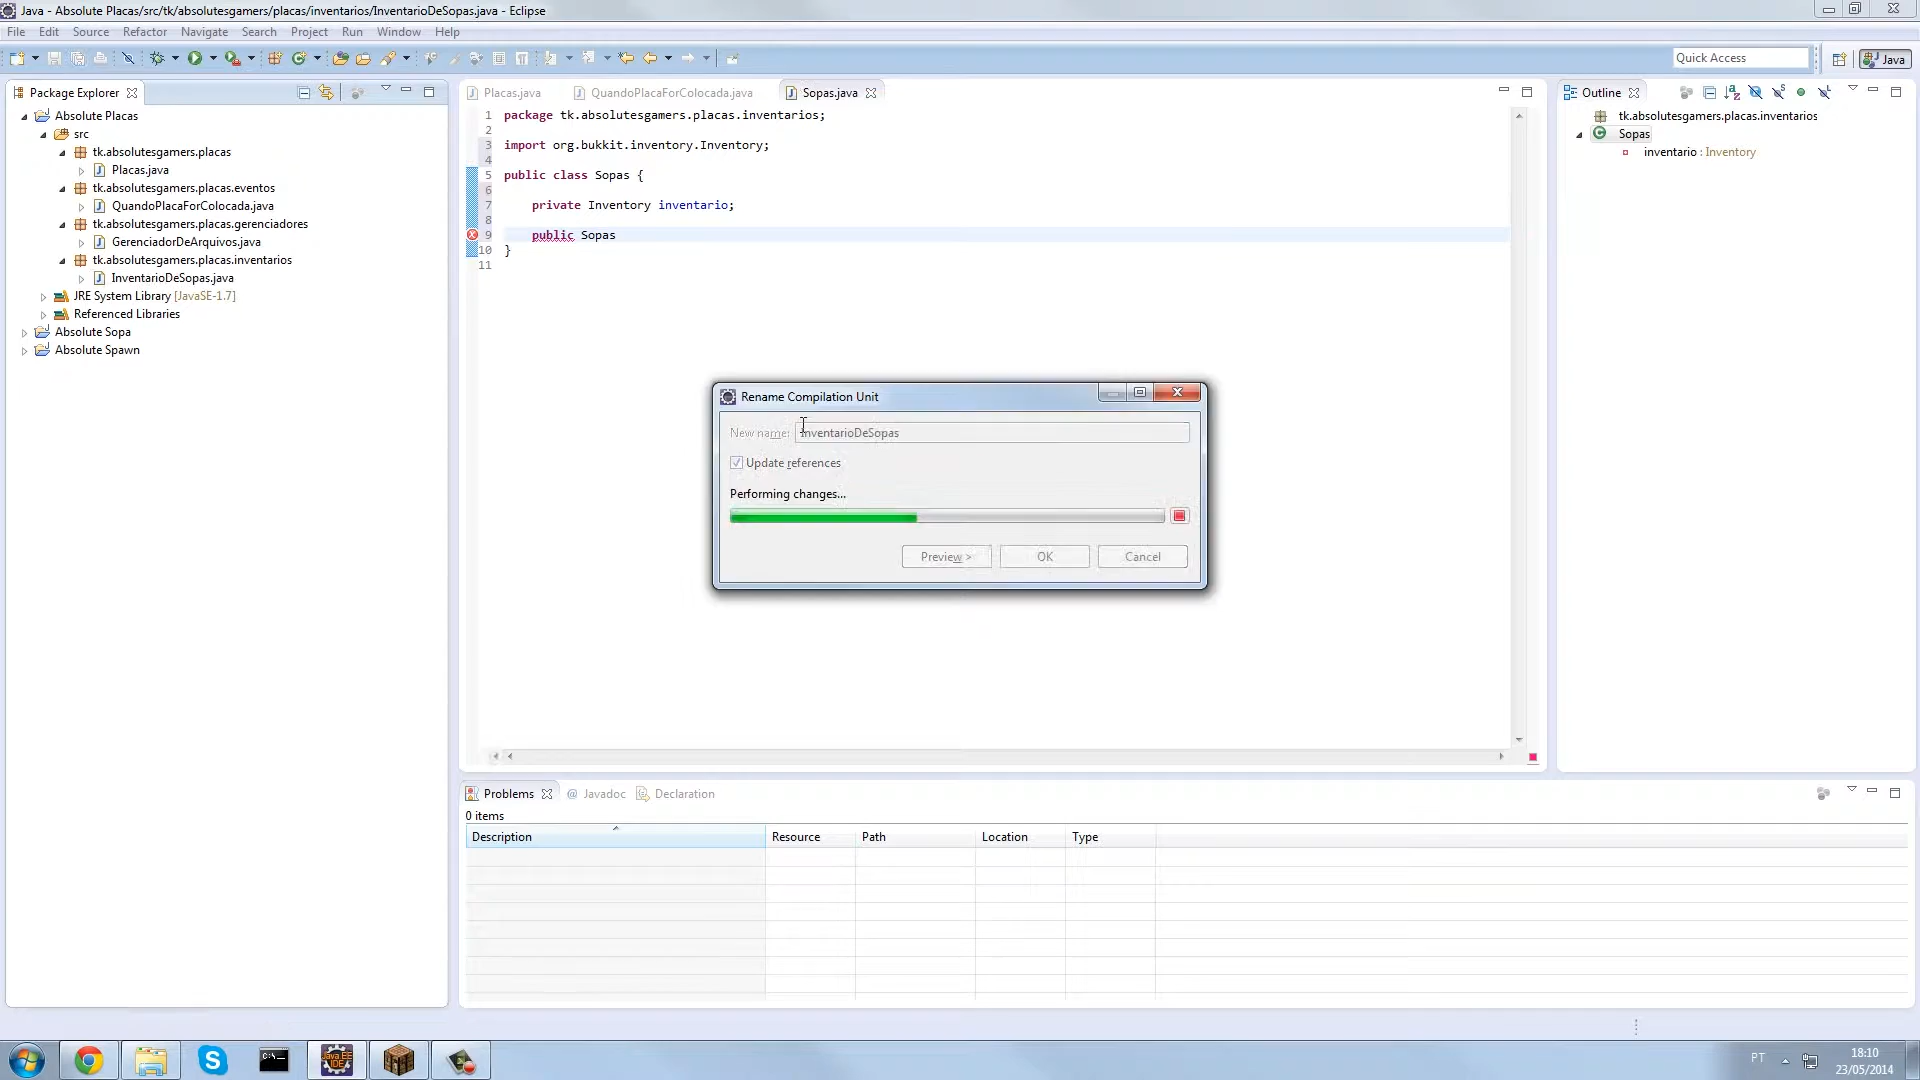 Java - Absolute Placas/src/tk/absolutesgamers/placas/inventarios/InventarioDeSopas.java - Eclipse
File Edit Source Refactor Navigate Search Project Run Window Help
Quick Access
Java
Package Explorer
Absolute Placas
src
tk.absolutesgamers.placas
Placas.java
tk.absolutesgamers.placas.eventos
QuandoPlacaForColocada.java
tk.absolutesgamers.placas.gerenciadores
GerenciadorDeArquivos.java
tk.absolutesgamers.placas.inventarios
InventarioDeSopas.java
JRE System Library [JavaSE-1.7]
Referenced Libraries
Absolute Sopa
Absolute Spawn
Placas.java QuandoPlacaForColocada.java Sopas.java
1 package tk.absolutesgamers.placas.inventarios;
2
3 import org.bukkit.inventory.Inventory;
4
5 public class Sopas {
6
7 private Inventory inventario;
8
9 public Sopas
10 }
11
Rename Compilation Unit
New name: InventarioDeSopas
Update references
Performing changes...
Preview > OK Cancel
Outline
tk.absolutesgamers.placas.inventarios
Sopas
inventario : Inventory
Problems @ Javadoc Declaration
0 items
Description Resource Path Location Type
Java EE
IDE
PT
18:10
23/05/2014